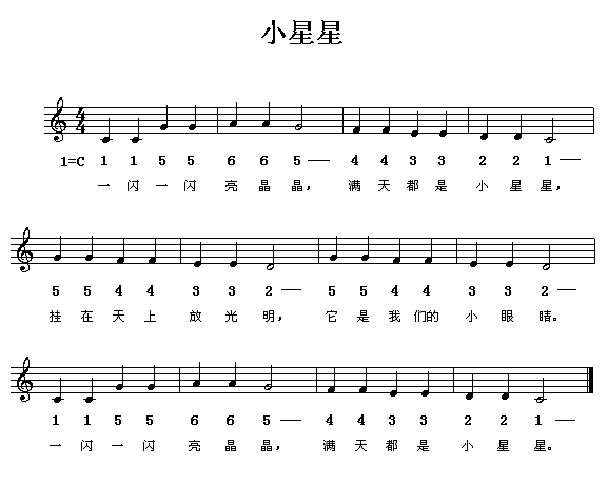 小星星
4
4
1=C 1 1 5 5 6 6 5 — 4 4 3 3 2 2 1 —
一闪一闪亮晶晶，满天都是小星星，
5 5 4 4 3 3 2 — 5 5 4 4 3 3 2 —
挂在天上放光明，它是我们的小眼睛。
1 1 5 5 6 6 5 — 4 4 3 3 2 2 1 —
一闪一闪亮晶晶，满天都是小星星。